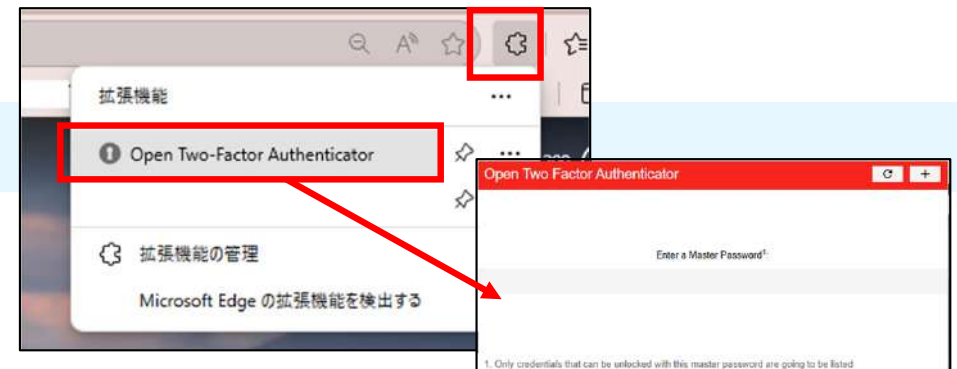 拡張機能
...
Open Two-Factor Authenticator
...
拡張機能の管理
Microsoft Edge の拡張機能を検出する
Open Two Factor Authenticator
Enter a Master Password¹:
1. Only credentials that can be unlocked with this master password are going to be listed